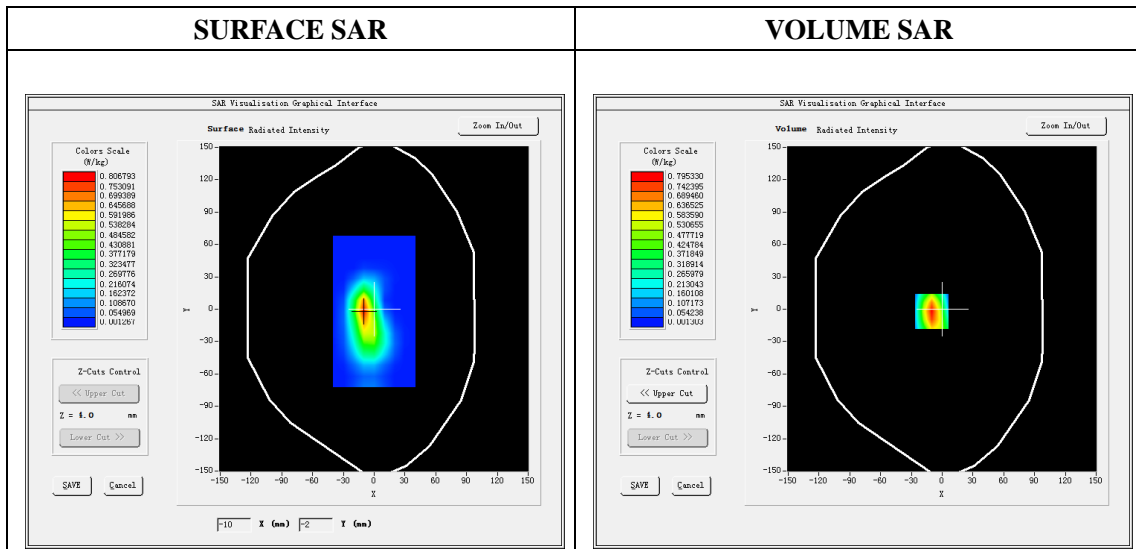 SURFACE SAR
VOLUME SAR
SAR Visualisation Graphical Interface
Surface Radiated Intensity
Zoom In/Out
Colors Scale
(W/kg)
0.806793
0.753091
0.699389
0.645688
0.591986
0.538284
0.484582
0.430881
0.377179
0.323477
0.269776
0.216074
0.162372
0.108670
0.054969
0.001267
150
120
90
60
30
0
-30
-60
-90
-120
-150
Y
-150 -120 -90 -60 -30 0 30 60 90 120 150
X
Z-Cuts Control
<< Upper Cut
Z = 4.0 mm
Lower Cut >>
SAVE Cancel
-10 X (mm) -2 Y (mm)
SAR Visualisation Graphical Interface
Volume Radiated Intensity
Zoom In/Out
Colors Scale
(W/kg)
0.795330
0.742395
0.689460
0.636525
0.583590
0.530655
0.477719
0.424784
0.371849
0.318914
0.265979
0.213043
0.160108
0.107173
0.054238
0.001303
150
120
90
60
30
0
-30
-60
-90
-120
-150
Y
-150 -120 -90 -60 -30 0 30 60 90 120 150
X
Z-Cuts Control
<< Upper Cut
Z = 4.0 mm
Lower Cut >>
SAVE Cancel